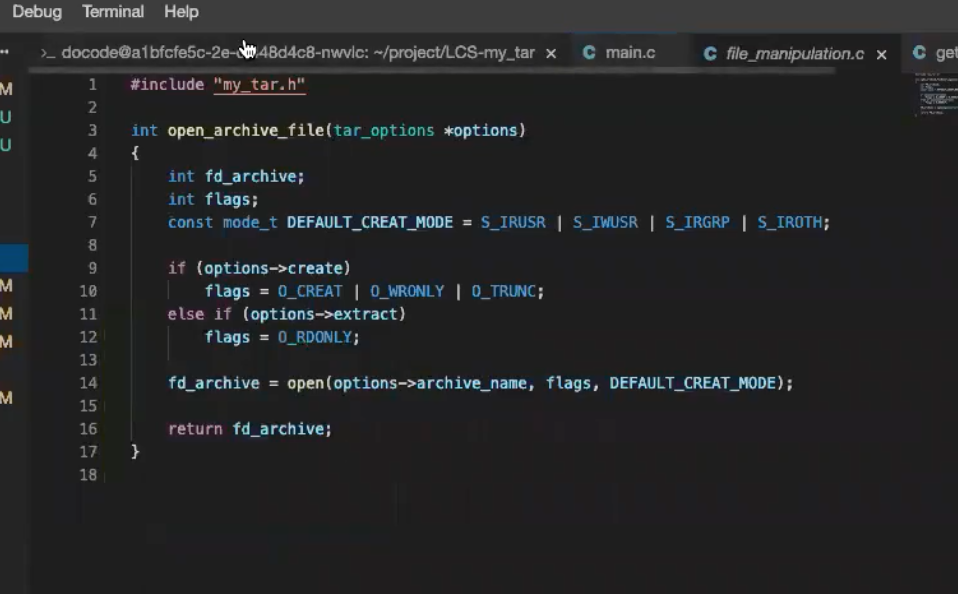 Debug Terminal Help
>_ docode@a1bfcfe5c-2e- 48d4c8-nwvlc: ~/project/LCS-my_tar × C main.c C file_manipulation.c × C get
M
U
U
M
M
M
M
1 #include "my_tar.h"
2
3 int open_archive_file(tar_options *options)
4 {
5 int fd_archive;
6 int flags;
7 const mode_t DEFAULT_CREAT_MODE = S_IRUSR | S_IWUSR | S_IRGRP | S_IROTH;
8
9 if (options->create)
10 flags = O_CREAT | O_WRONLY | O_TRUNC;
11 else if (options->extract)
12 flags = O_RDONLY;
13
14 fd_archive = open(options->archive_name, flags, DEFAULT_CREAT_MODE);
15
16 return fd_archive;
17 }
18